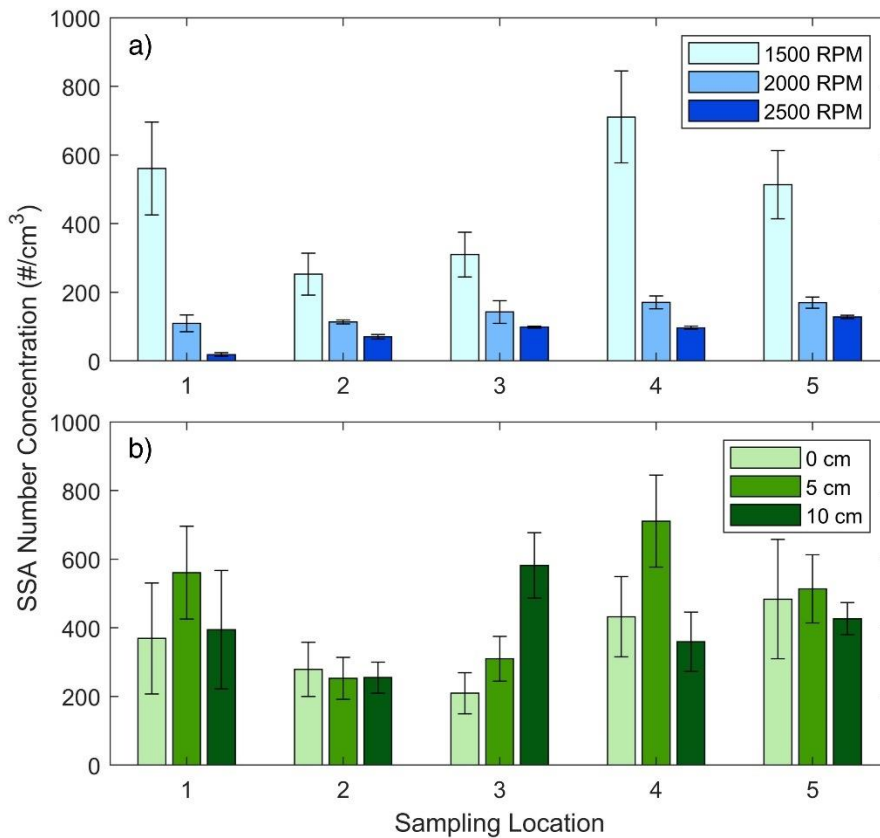 a)
1500 RPM
2000 RPM
2500 RPM
1000
800
600
400
200
0
1 2 3 4 5
SSA Number Concentration (#/cm³)
b)
0 cm
5 cm
10 cm
1000
800
600
400
200
0
1 2 3 4 5
Sampling Location